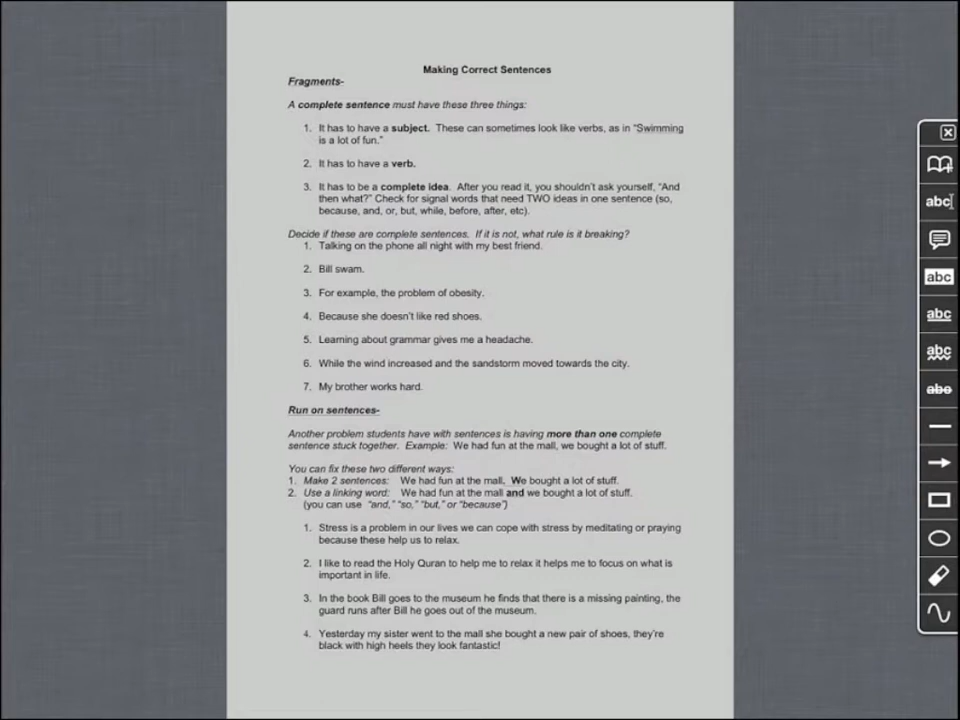 Making Correct Sentences
Fragments-
A complete sentence must have these three things:
1. It has to have a subject. These can sometimes look like verbs, as in “Swimming
is a lot of fun.”
2. It has to have a verb.
3. It has to be a complete idea. After you read it, you shouldn’t ask yourself, “And
then what?” Check for signal words that need TWO ideas in one sentence (so,
because, and, or, but, while, before, after, etc).
Decide if these are complete sentences. If it is not, what rule is it breaking?
1. Talking on the phone all night with my best friend.
2. Bill swam.
3. For example, the problem of obesity.
4. Because she doesn’t like red shoes.
5. Learning about grammar gives me a headache.
6. While the wind increased and the sandstorm moved towards the city.
7. My brother works hard.
Run on sentences-
Another problem students have with sentences is having more than one complete
sentence stuck together. Example: We had fun at the mall, we bought a lot of stuff.
You can fix these two different ways:
1. Make 2 sentences: We had fun at the mall. We bought a lot of stuff.
2. Use a linking word: We had fun at the mall and we bought a lot of stuff.
(you can use “and,” “so,” “but,” or “because”)
1. Stress is a problem in our lives we can cope with stress by meditating or praying
because these help us to relax.
2. I like to read the Holy Quran to help me to relax it helps me to focus on what is
important in life.
3. In the book Bill goes to the museum he finds that there is a missing painting, the
guard runs after Bill he goes out of the museum.
4. Yesterday my sister went to the mall she bought a new pair of shoes, they’re
black with high heels they look fantastic!
abc
abc
abc
abc
abc